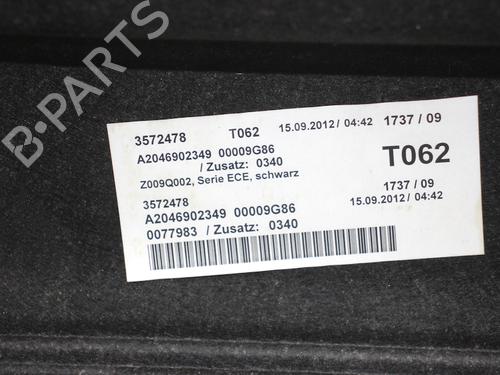 B-PARTS
3572478 T062 15.09.2012 / 04:42 1737 / 09
A2046902349 00009G86
/ Zusatz: 0340 T062
Z009Q002, Serie ECE, schwarz
3572478 1737 / 09
A2046902349 00009G86 15.09.2012 / 04:42
0077983 / Zusatz: 0340